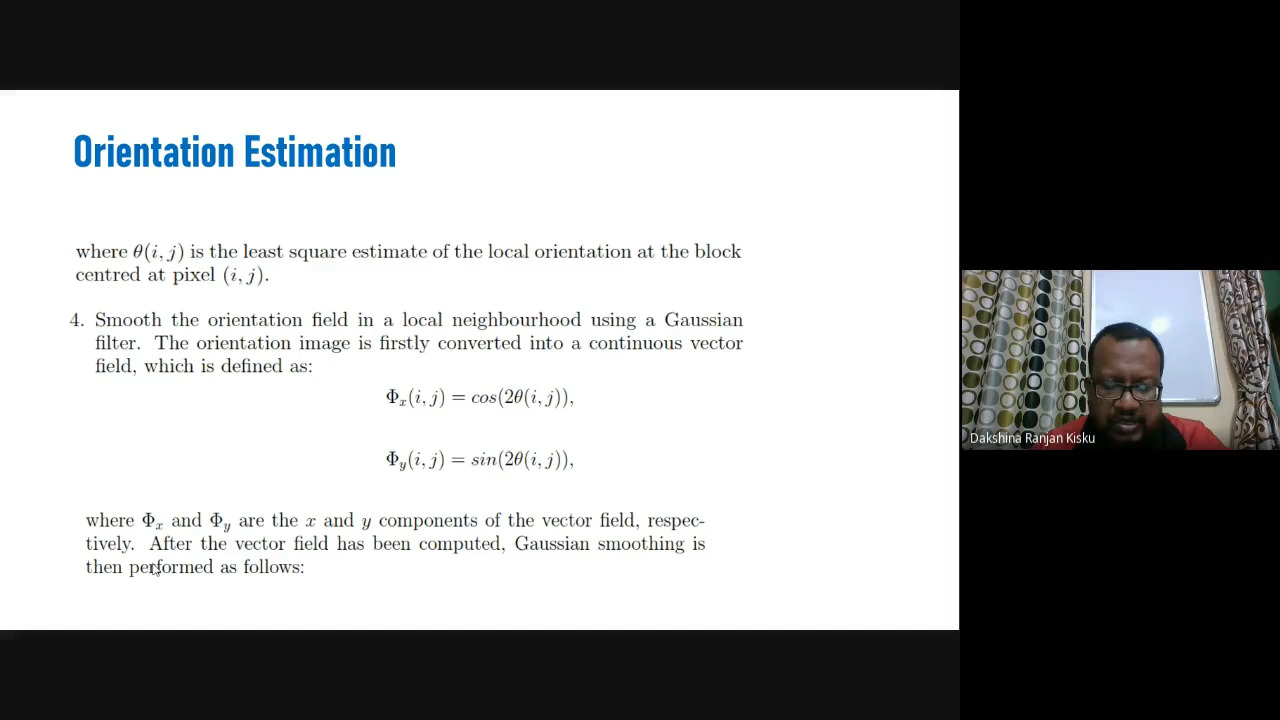 Orientation Estimation
where θ(i, j) is the least square estimate of the local orientation at the block
centred at pixel (i, j).
4. Smooth the orientation field in a local neighbourhood using a Gaussian
filter. The orientation image is firstly converted into a continuous vector
field, which is defined as:
Φx(i, j) = cos(2θ(i, j)),
Φy(i, j) = sin(2θ(i, j)),
where Φx and Φy are the x and y components of the vector field, respec-
tively. After the vector field has been computed, Gaussian smoothing is
then performed as follows:
Dakshina Ranjan Kisku